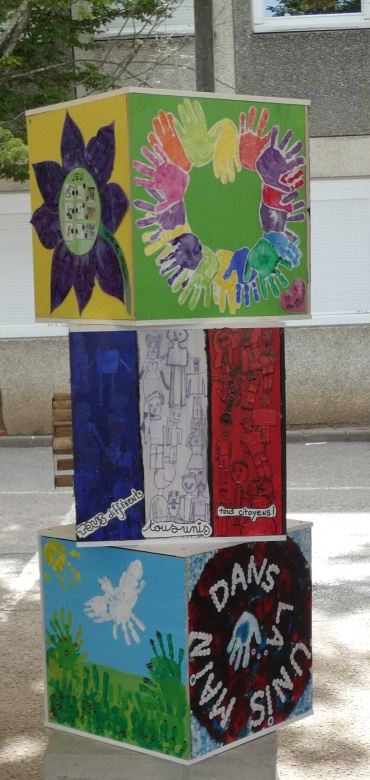 JEU
TOUS différents
tous unis
tous citoyens!
DANS LA MAIN
UNiS